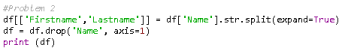 #Problem 2
df[['Firstname','Lastname']] = df['Name'].str.split(expand=True)
df = df.drop('Name', axis=1)
print (df)